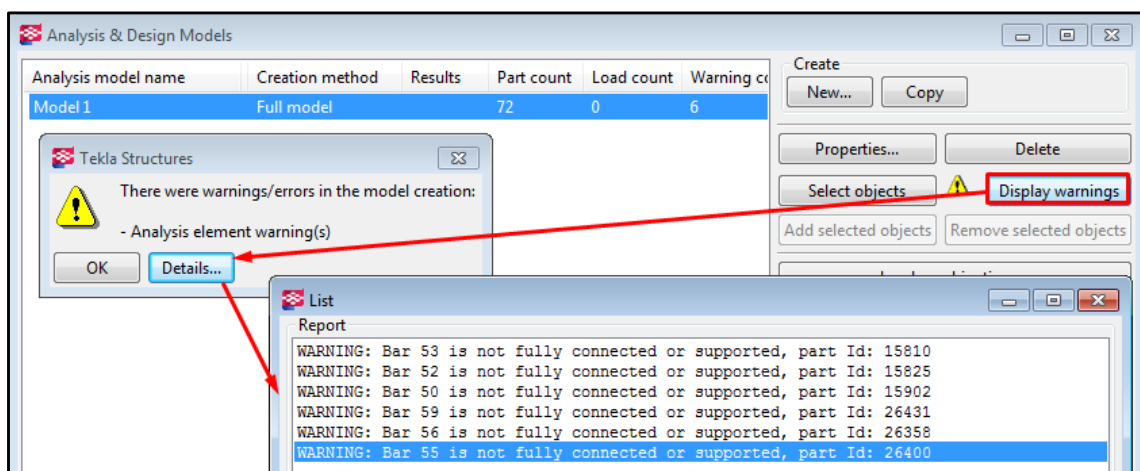 Analysis & Design Models
Analysis model name Creation method Results Part count Load count Warning co
Model 1 Full model 72 0 6
Create
New... Copy
Properties... Delete
Select objects Display warnings
Add selected objects Remove selected objects
Tekla Structures
There were warnings/errors in the model creation:
- Analysis element warning(s)
OK Details...
List
Report
WARNING: Bar 53 is not fully connected or supported, part Id: 15810
WARNING: Bar 52 is not fully connected or supported, part Id: 15825
WARNING: Bar 50 is not fully connected or supported, part Id: 15902
WARNING: Bar 59 is not fully connected or supported, part Id: 26431
WARNING: Bar 56 is not fully connected or supported, part Id: 26358
WARNING: Bar 55 is not fully connected or supported, part Id: 26400